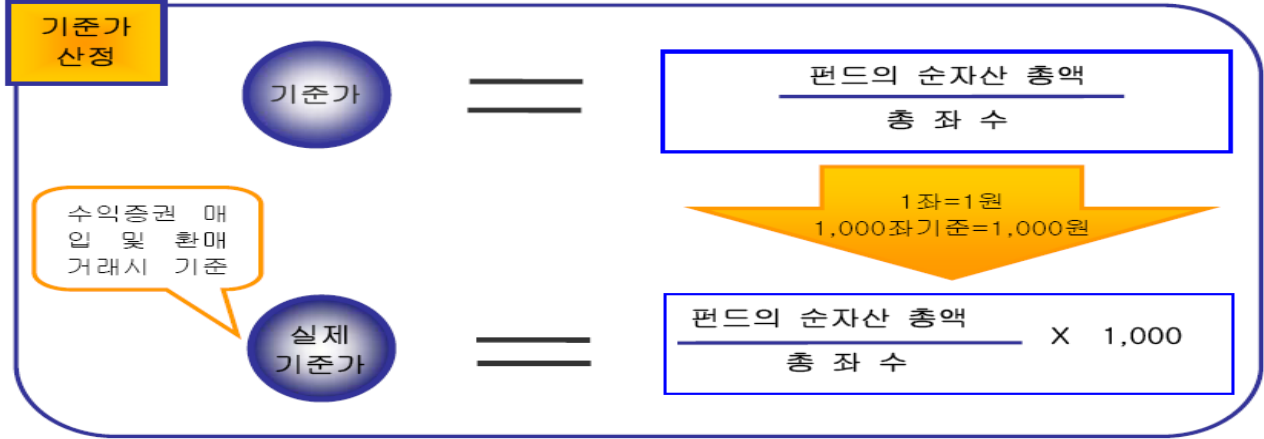 기준가
산정
기준가
펀드의 순자산 총액
총 좌 수
1좌=1원
1,000좌기준=1,000원
수익증권 매
입 및 환매
거래시 기준
실제
기준가
펀드의 순자산 총액
총 좌 수
X 1,000